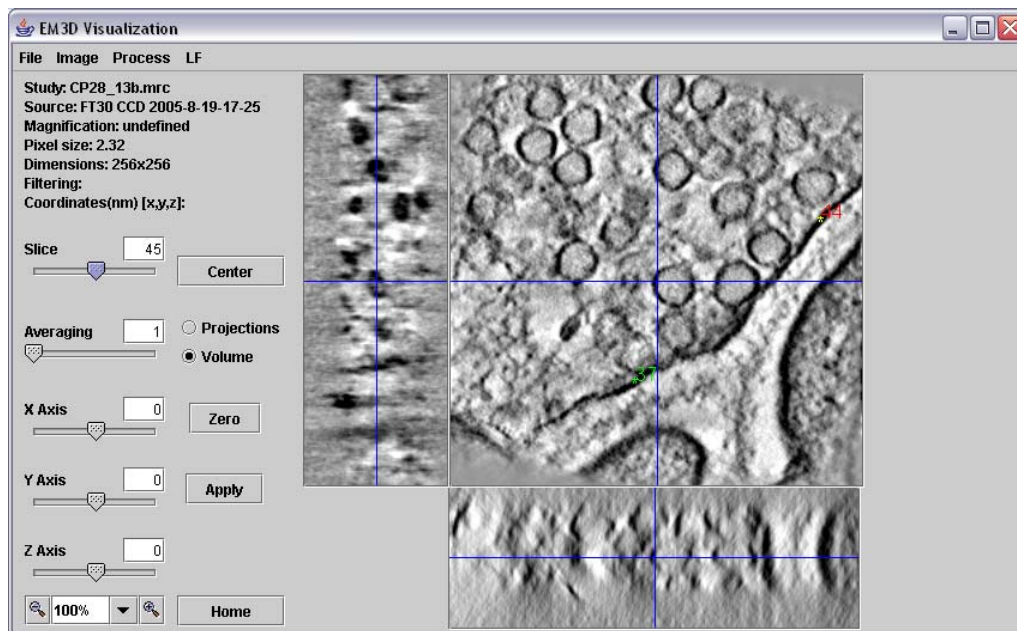 EM3D Visualization
File Image Process LF
Study: CP28_13b.mrc
Source: FT30 CCD 2005-8-19-17-25
Magnification: undefined
Pixel size: 2.32
Dimensions: 256x256
Filtering:
Coordinates(nm) [x,y,z]:
44
Slice 45
Center
Averaging 1
Projections
Volume
37
X Axis 0
Zero
Y Axis 0
Apply
Z Axis 0
100%
Home